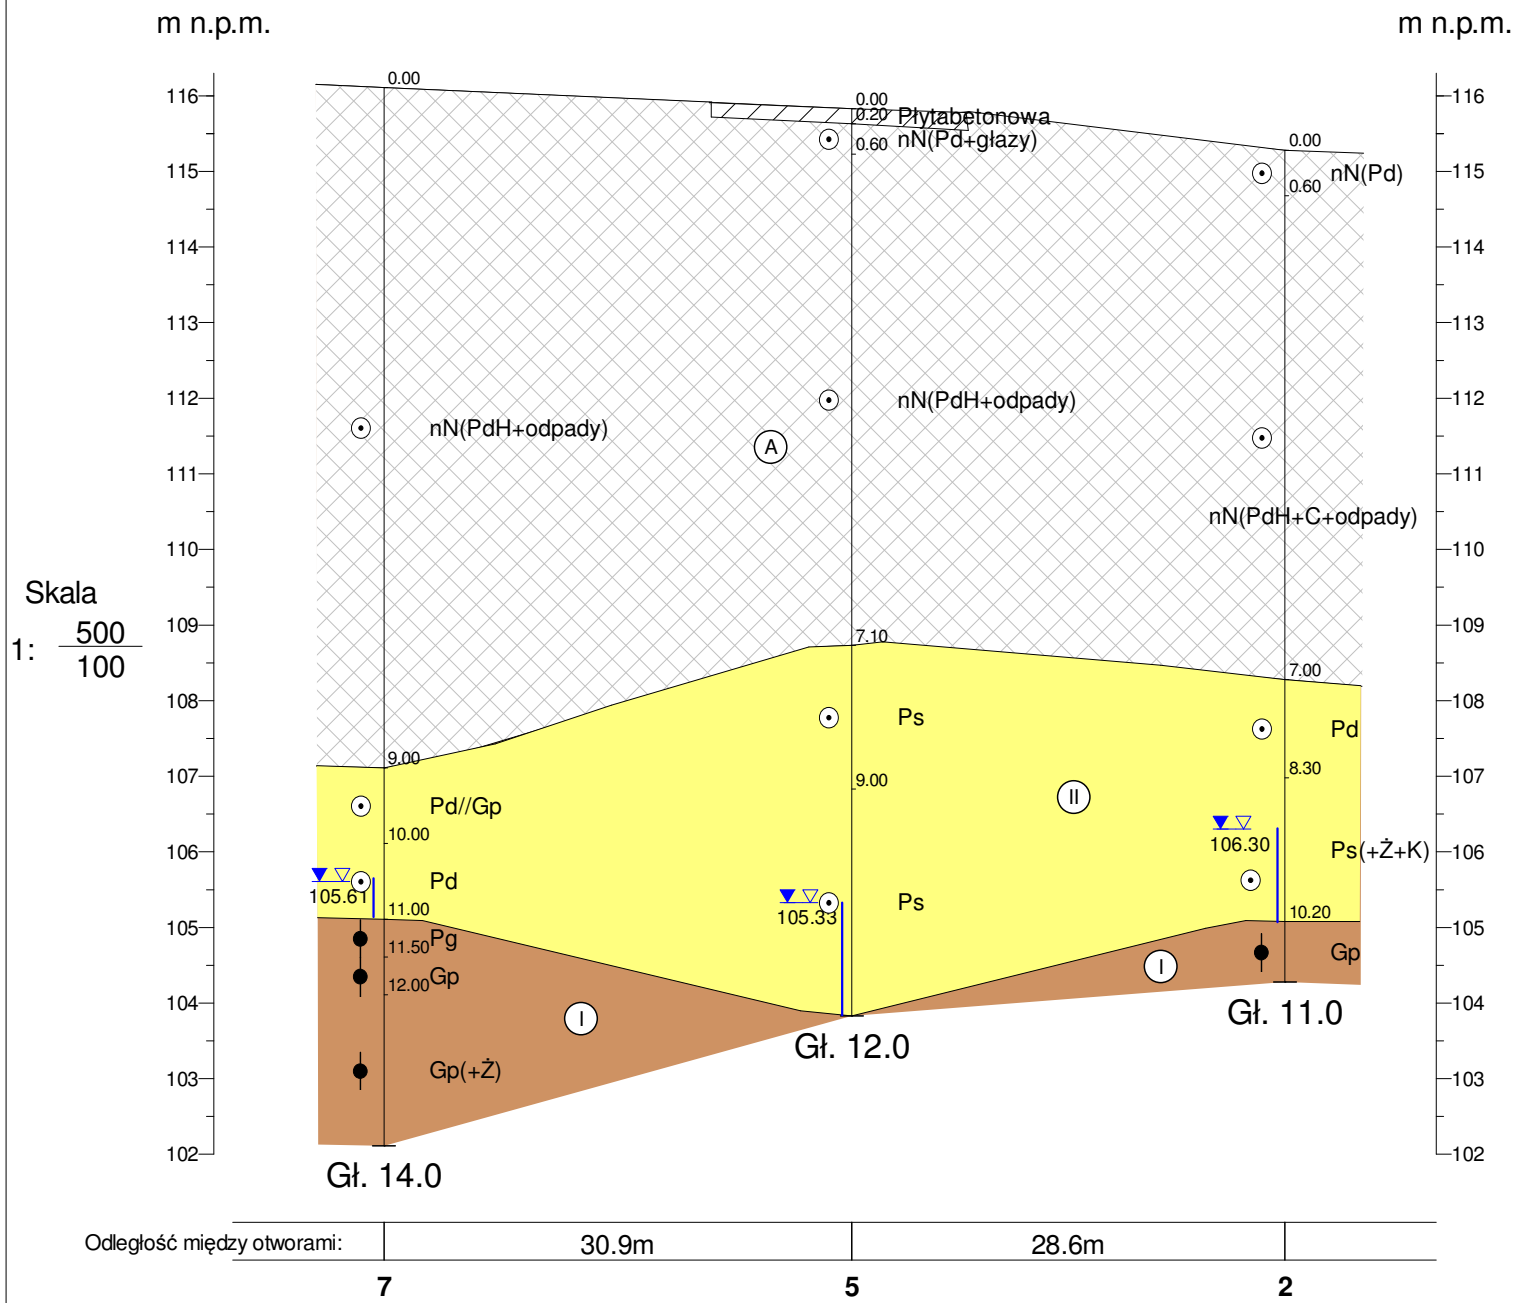 m n.p.m.
m n.p.m.
116
0.00
116
0.00
0.20 Płytabetonowa
0.60 nN(Pd+głazy)
0.00
115
nN(Pd)
115
0.60
114
114
113
113
112
nN(PdH+odpady)
112
nN(PdH+odpady)
A
111
111
nN(PdH+C+odpady)
110
110
Skala
1: 500
100
109
109
7.10
7.00
108
Ps
108
Pd
9.00
107
8.30
107
9.00
II
Pd//Gp
10.00
106.30
106
Ps(+Ż+K)
106
Pd
105.61
11.00
105.33
Ps
10.20
105
105
Pg
11.50
Gp
I
Gp
12.00
104
104
I
Gł. 12.0
Gł. 11.0
103
Gp(+Ż)
103
102
102
Gł. 14.0
Odległość między otworami:
30.9m
28.6m
7
5
2